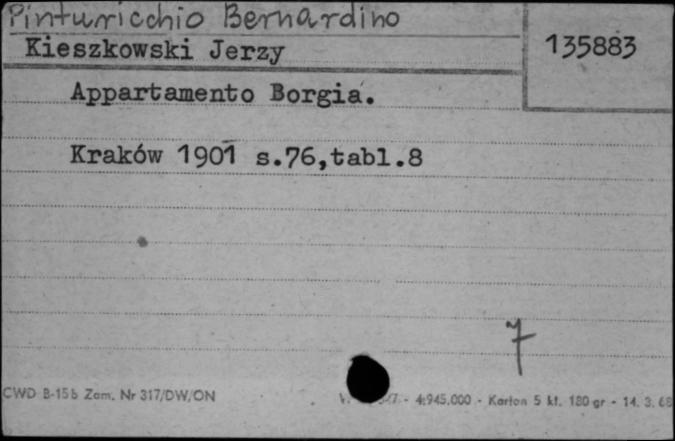 Pinturicchio Bernardino
Kieszkowski Jerzy
135883
Appartamento Borgia.
Kraków 1901 s.76,tabl.8
7
CWD B-15b Zam. Nr 317/DW/ON
4.945.000 - Karton 5 kl. 180 gr - 14. 3. 68